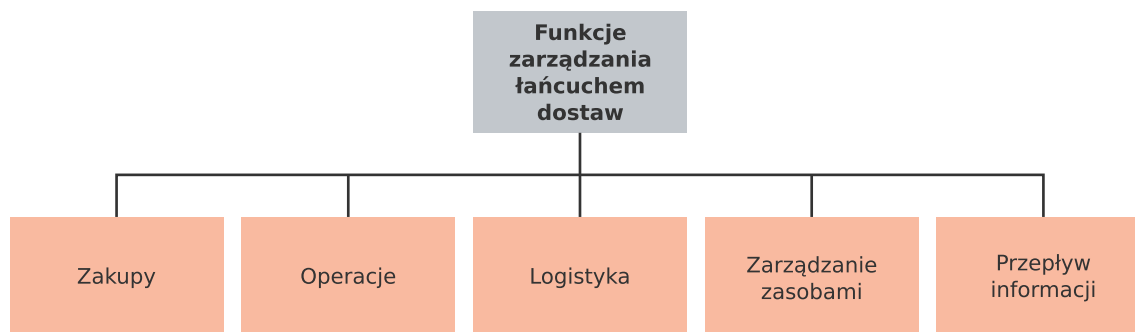 Funkcje
zarządzania
łańcuchem
dostaw
Zakupy
Operacje
Logistyka
Zarządzanie
zasobami
Przepływ
informacji